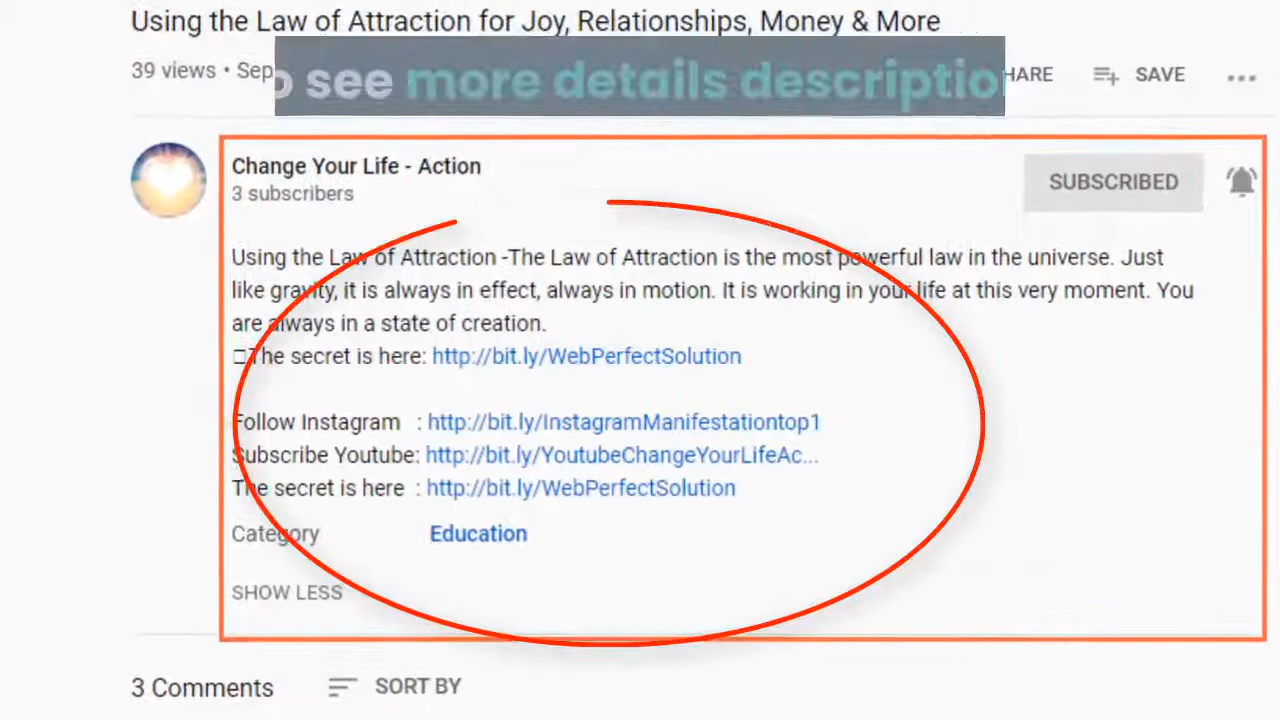 Using the Law of Attraction for Joy, Relationships, Money & More
39 views • Sep
see more details
SAVE
Change Your Life - Action
3 subscribers
SUBSCRIBED
Using the Law of Attraction -The Law of Attraction is the most powerful law in the universe. Just
like gravity, it is always in effect, always in motion. It is working in your life at this very moment. You
are always in a state of creation.
The secret is here: http://bit.ly/WebPerfectSolution
Follow Instagram : http://bit.ly/InstagramManifestationtop1
Subscribe Youtube: http://bit.ly/YoutubeChangeYourLifeAc...
The secret is here : http://bit.ly/WebPerfectSolution
Category Education
SHOW LESS
3 Comments
SORT BY